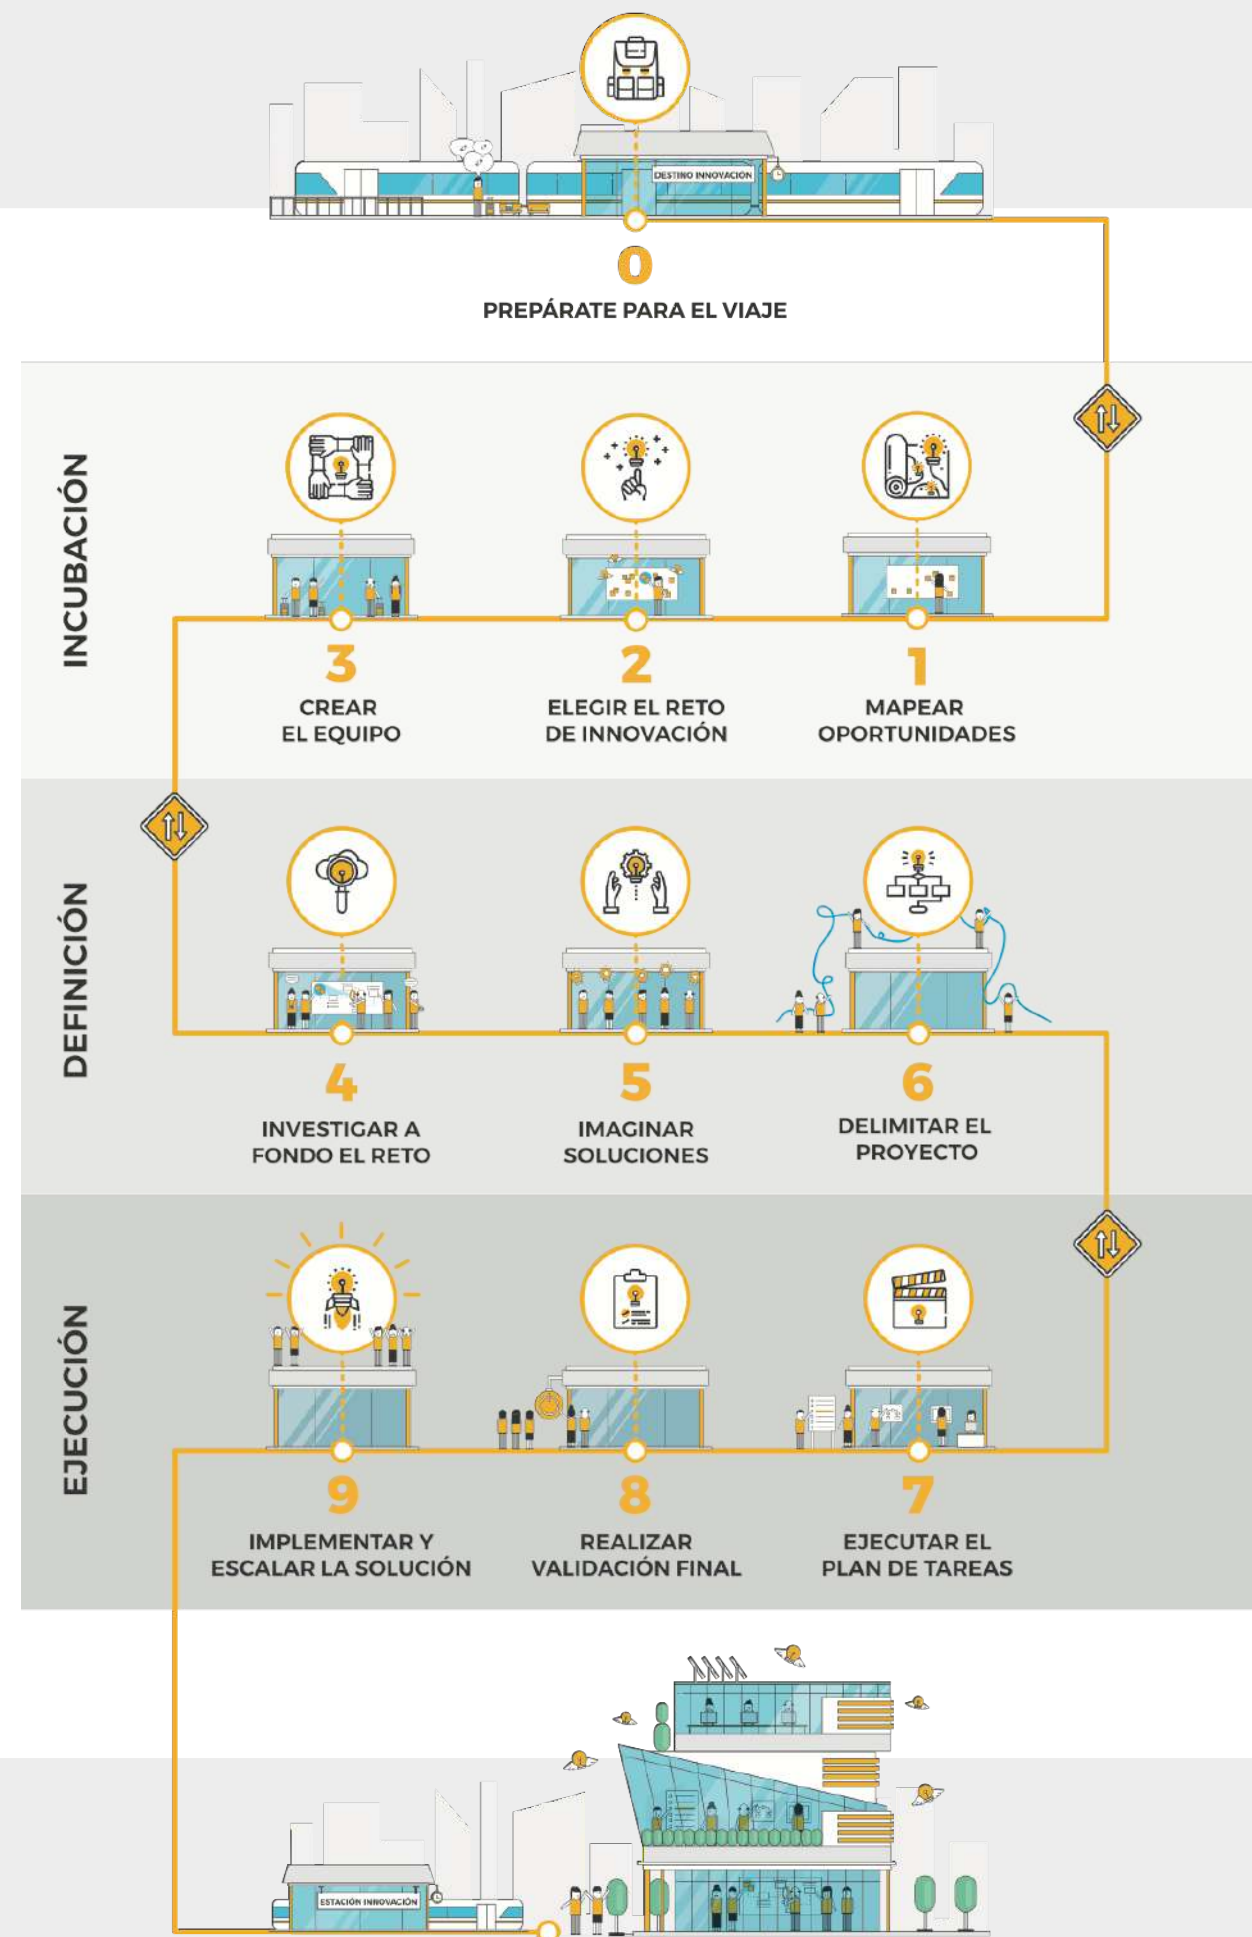 DESTINO INNOVACIÓN
0
PREPÁRATE PARA EL VIAJE
INCUBACIÓN
3
CREAR
EL EQUIPO
2
ELEGIR EL RETO
DE INNOVACIÓN
1
MAPEAR
OPORTUNIDADES
DEFINICIÓN
4
INVESTIGAR A
FONDO EL RETO
5
IMAGINAR
SOLUCIONES
6
DELIMITAR EL
PROYECTO
EJECUCIÓN
9
IMPLEMENTAR Y
ESCALAR LA SOLUCIÓN
8
REALIZAR
VALIDACIÓN FINAL
7
EJECUTAR EL
PLAN DE TAREAS
ESTACIÓN INNOVACIÓN